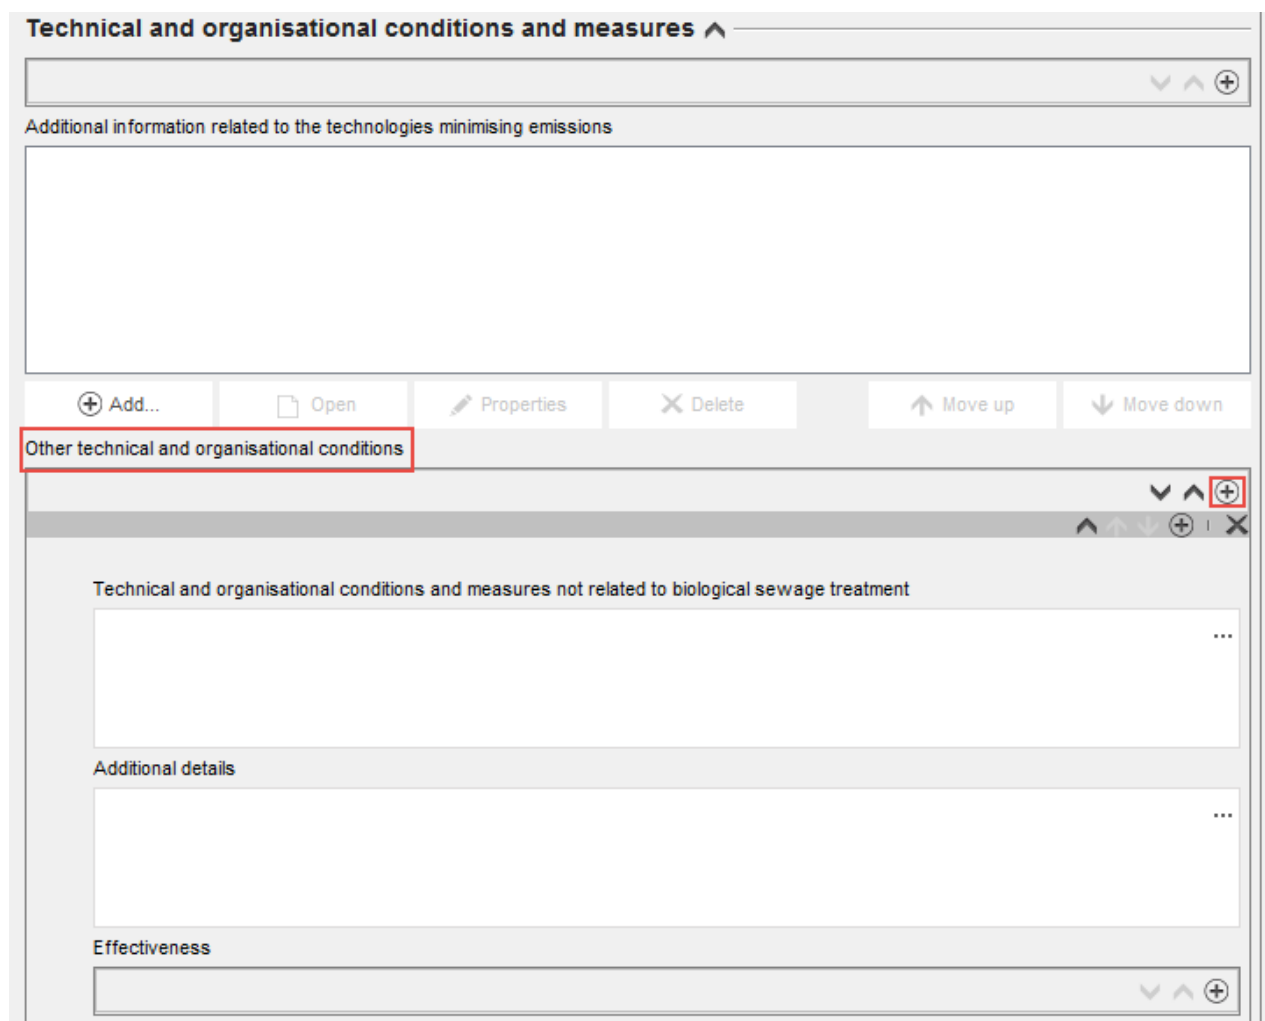 Technical and organisational conditions and measures
Additional information related to the technologies minimising emissions
Add... Open Properties Delete Move up Move down
Other technical and organisational conditions
Technical and organisational conditions and measures not related to biological sewage treatment
...
Additional details
...
Effectiveness